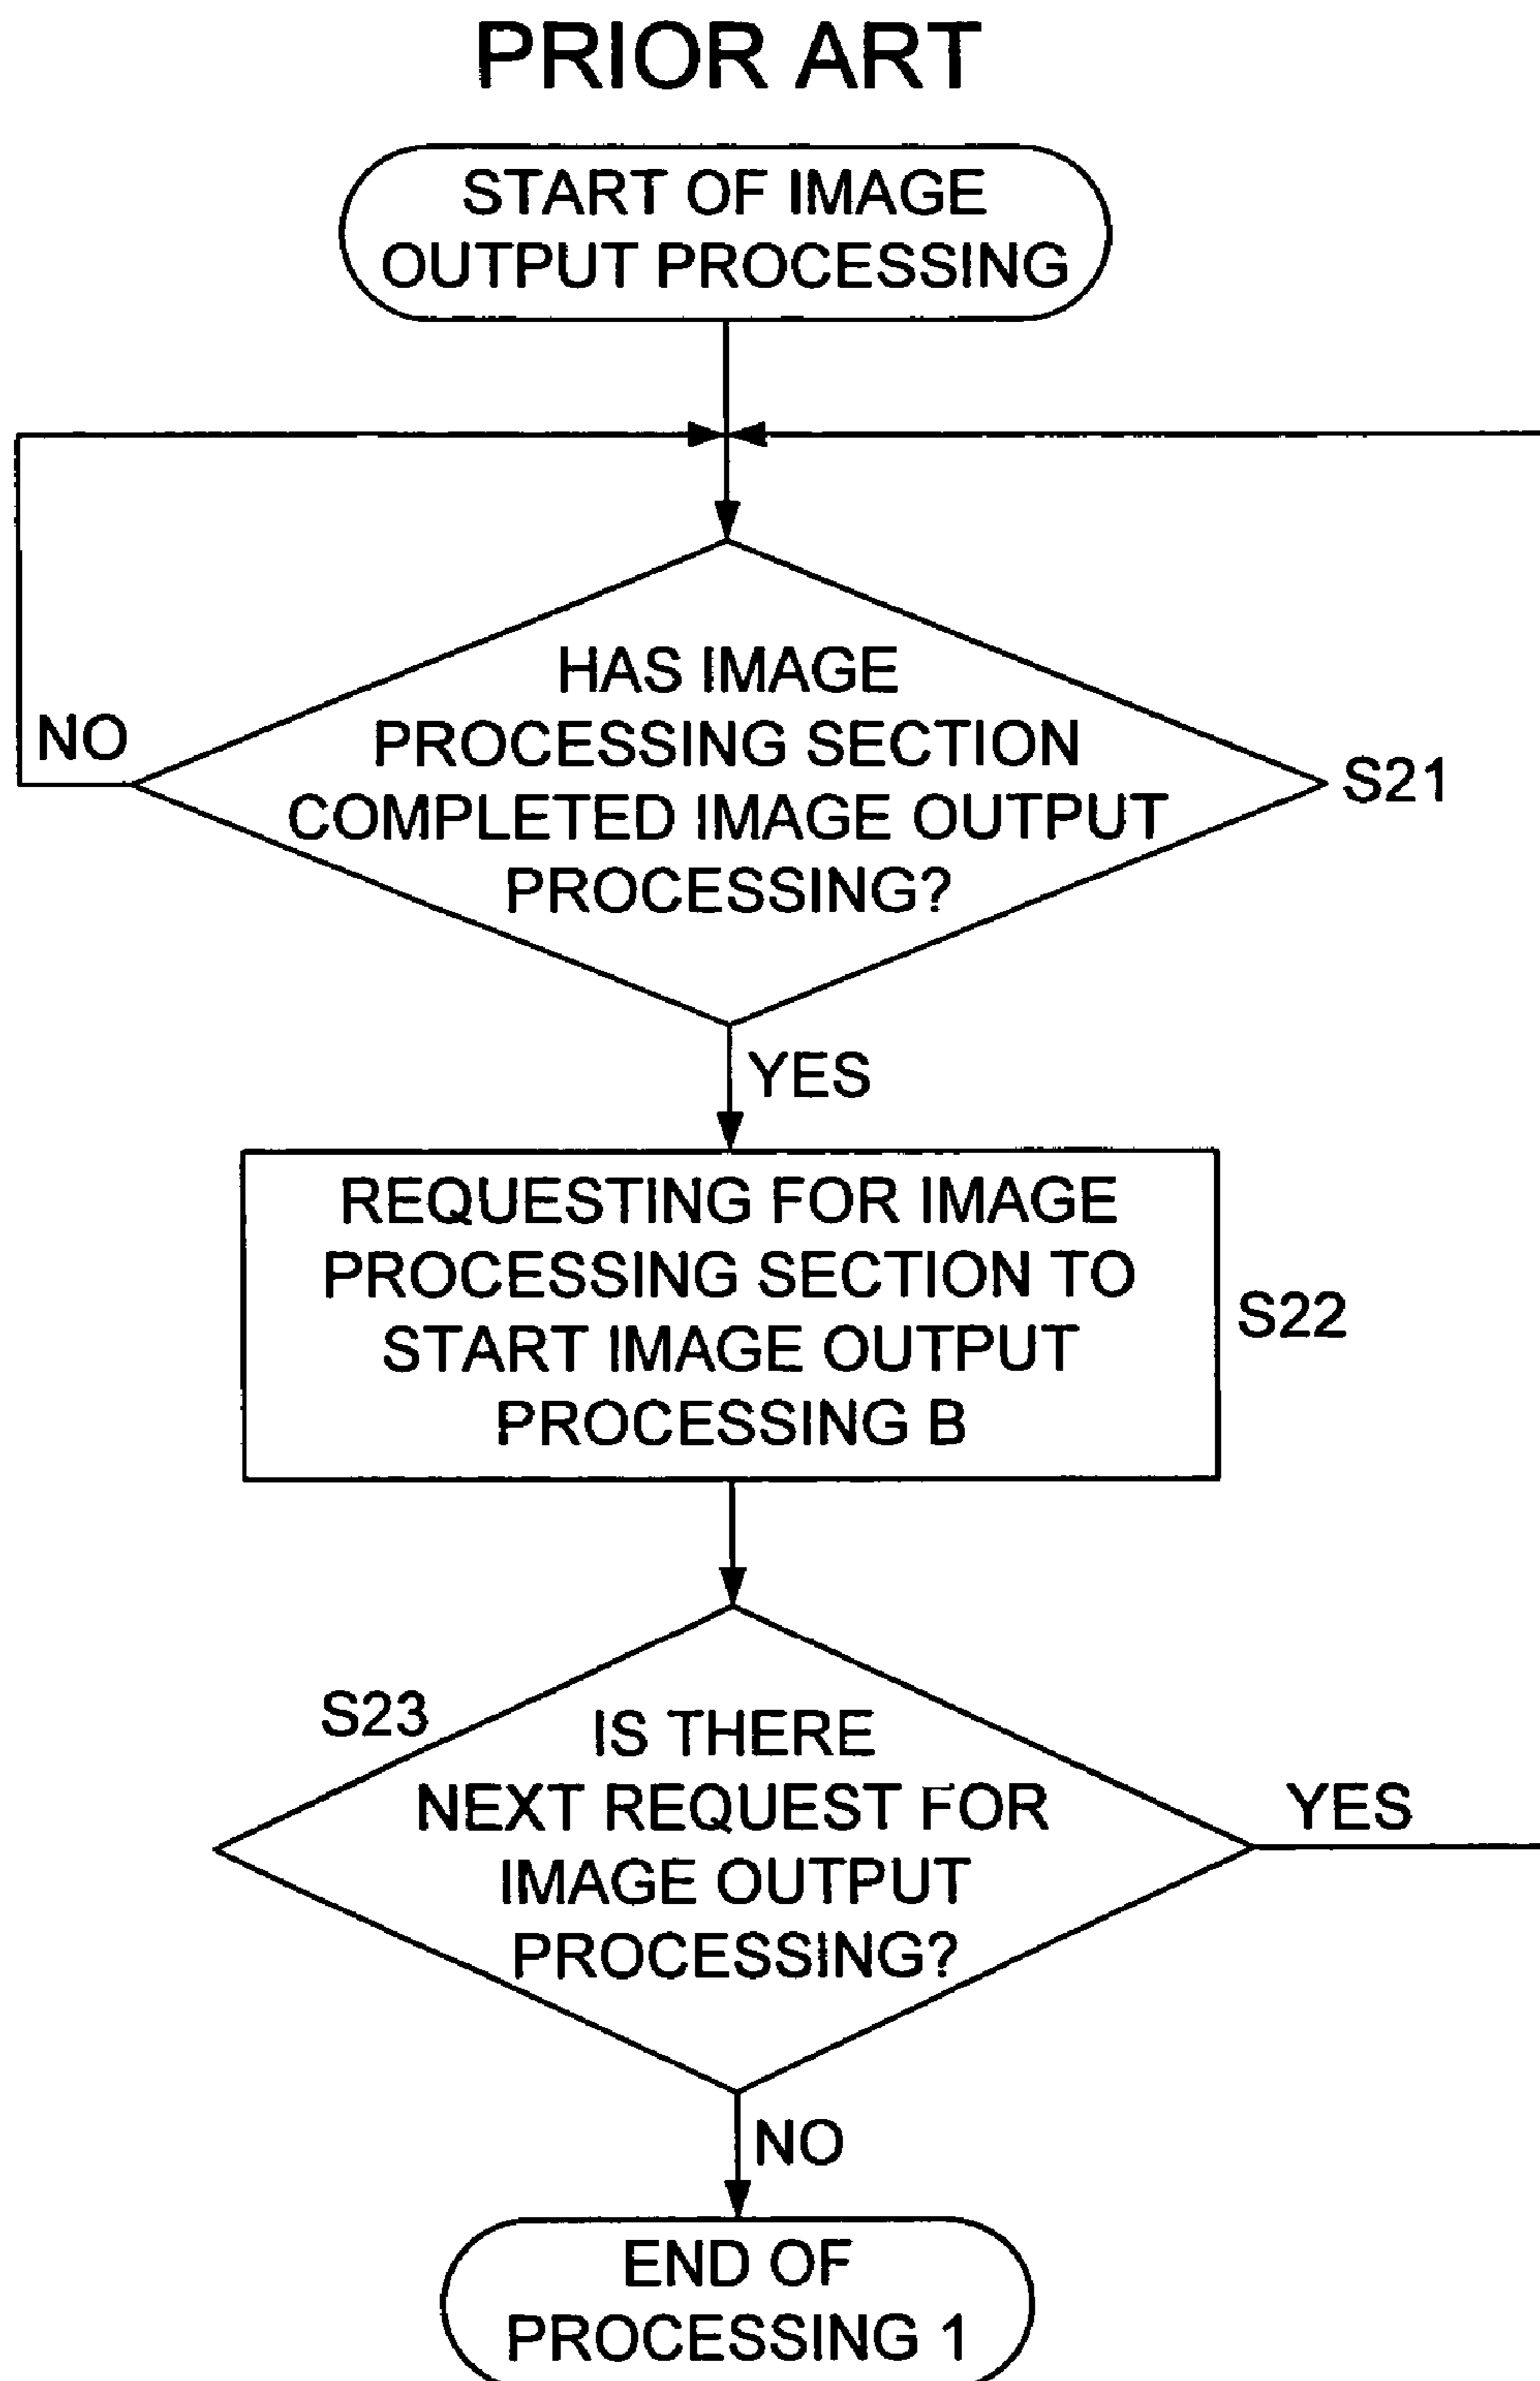 PRIOR ART
START OF IMAGE
OUTPUT PROCESSING
HAS IMAGE
PROCESSING SECTION
COMPLETED IMAGE OUTPUT
PROCESSING?
NO
S21
YES
REQUESTING FOR IMAGE
PROCESSING SECTION TO
START IMAGE OUTPUT
PROCESSING B
S22
S23
IS THERE
NEXT REQUEST FOR
IMAGE OUTPUT
PROCESSING?
YES
NO
END OF
PROCESSING 1